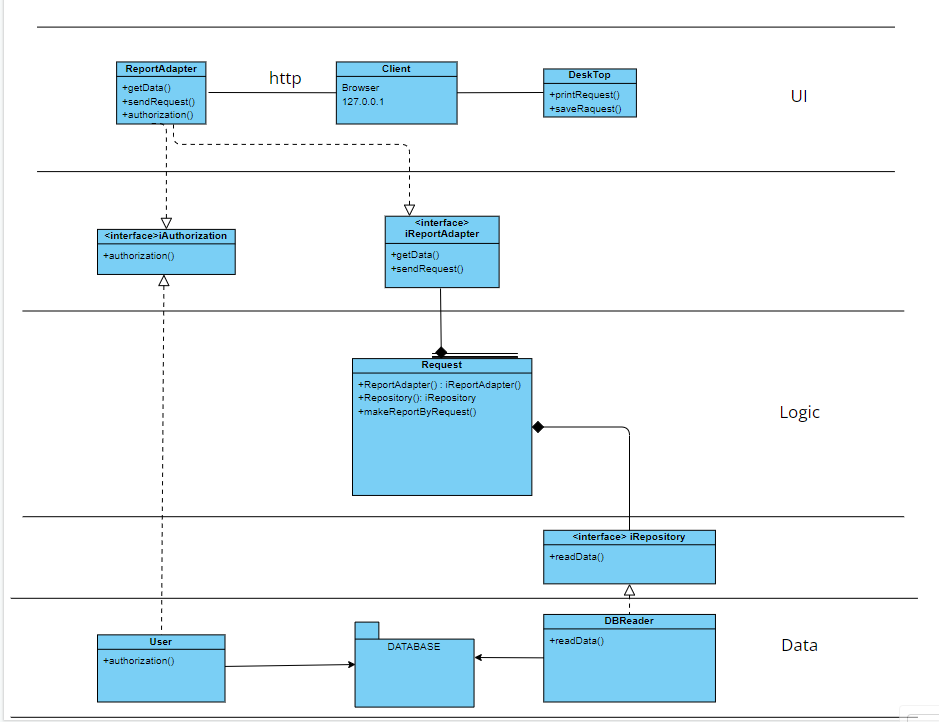 ReportAdapter
+getData()
+sendRequest()
+authorization()
http
Client
Browser
127.0.0.1
DeskTop
+printRequest()
+saveRaquest()
UI
<interface>iAuthorization
+authorization()
<interface>
iReportAdapter
+getData()
+sendRequest()
Request
+ReportAdapter() : iReportAdapter()
+Repository(): iRepository
+makeReportByRequest()
Logic
<interface> iRepository
+readData()
User
+authorization()
DATABASE
DBReader
+readData()
Data